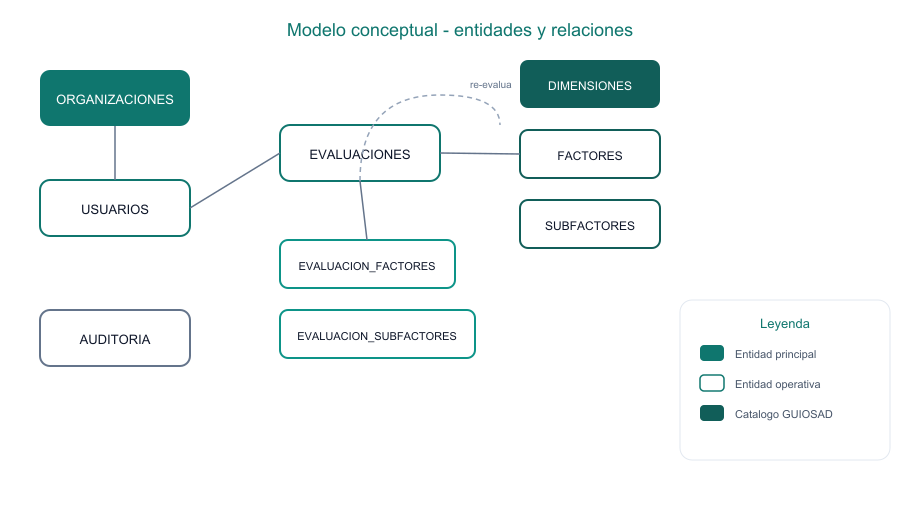 Modelo conceptual - entidades y relaciones
ORGANIZACIONES
re-evalua
DIMENSIONES
EVALUACIONES
FACTORES
USUARIOS
SUBFACTORES
EVALUACION_FACTORES
AUDITORIA
EVALUACION_SUBFACTORES
Leyenda
Entidad principal
Entidad operativa
Catalogo GUIOSAD